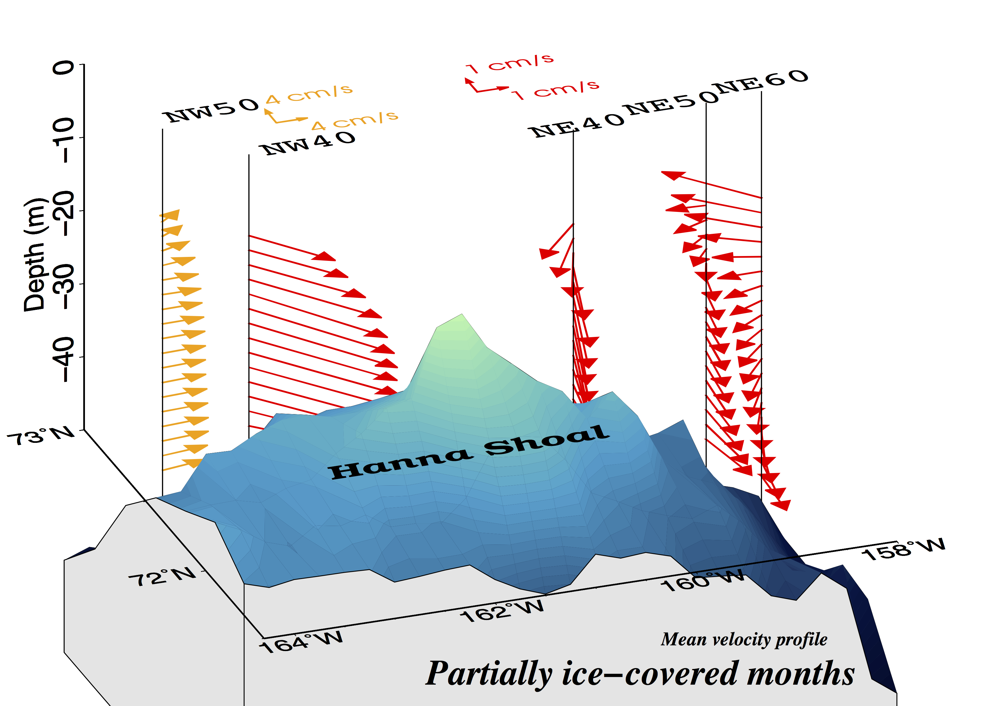 0
−10
−20
−30
−40
Depth (m)
1 cm/s
1 cm/s
4 cm/s
4 cm/s
NW50
NW40
NE40
NE50
NE60
Hanna Shoal
73°N
72°N
164°W
162°W
160°W
158°W
Mean velocity profile
Partially ice−covered months